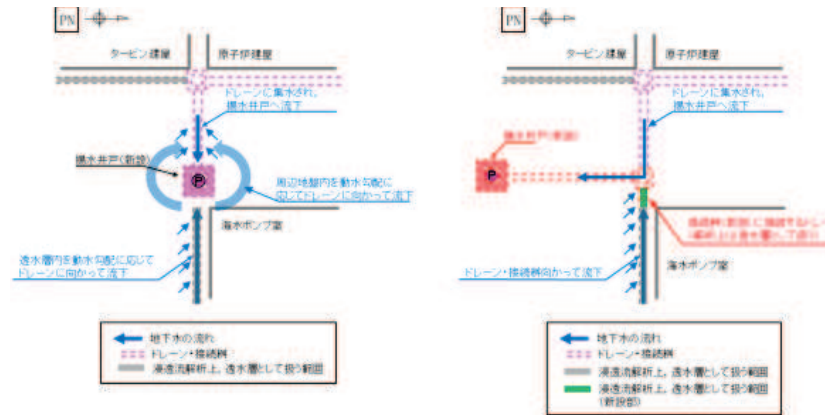 PN
タービン建屋
原子炉建屋
ドレーンに集水され,
揚水井戸へ流下
揚水井戸(新設)
P
周辺地盤内を動水勾配に
応じてドレーンに向かって流下
海水ポンプ室
透水層内を動水勾配に応じて
ドレーンに向かって流下
地下水の流れ
ドレーン・接続桝
浸透流解析上, 透水層として扱う範囲
PN
タービン建屋
原子炉建屋
ドレーンに集水され,
揚水井戸へ流下
揚水井戸(新設)
P
海水ポンプ室
ドレーン・接続桝向かって流下
地下水の流れ
ドレーン・接続桝
浸透流解析上, 透水層として扱う範囲
浸透流解析上, 透水層として扱う範囲
(新設部)